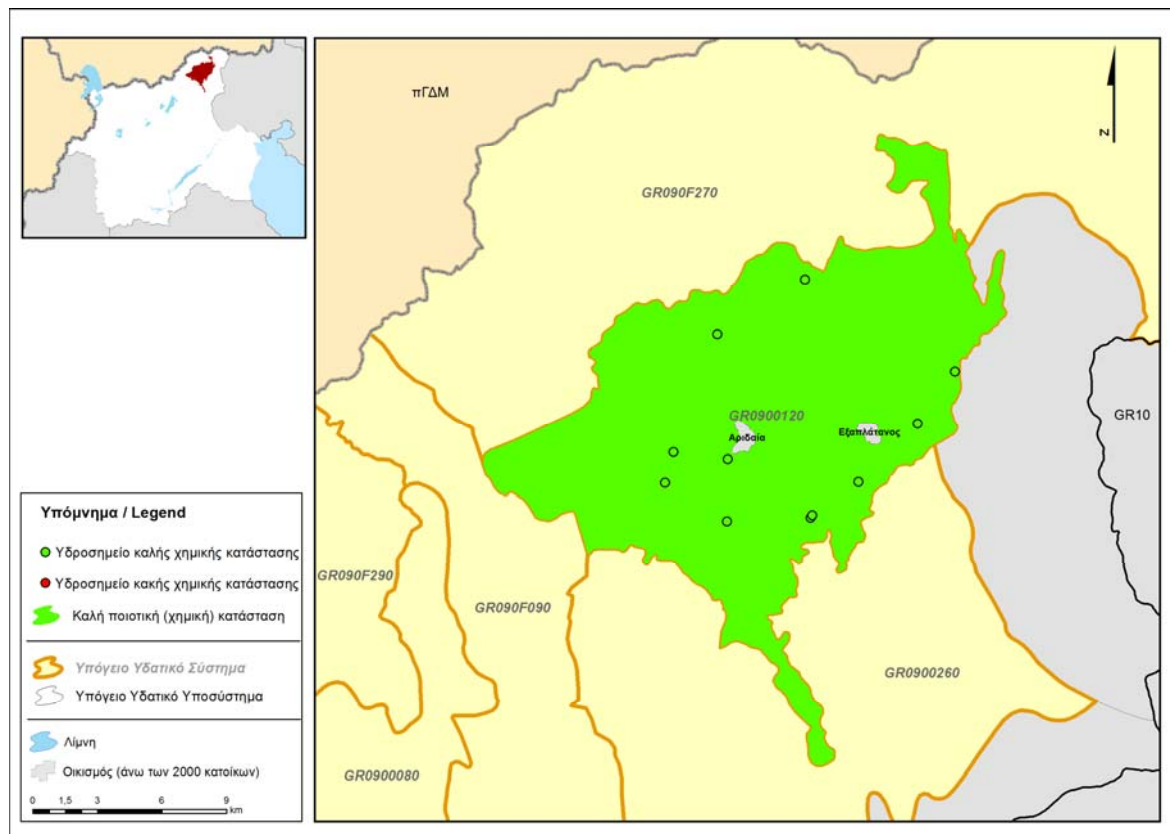 πΓΔΜ
N
GR090F270
GR10
GR0900120
Αριδαία
Εξαπλάτανος
GR090F290
GR090F090
GR0900260
GR0900080
Υπόμνημα / Legend
Υδροσημείο καλής χημικής κατάστασης
Υδροσημείο κακής χημικής κατάστασης
Καλή ποιοτική (χημική) κατάσταση
Υπόγειο Υδατικό Σύστημα
Υπόγειο Υδατικό Υποσύστημα
Λίμνη
Οικισμός (άνω των 2000 κατοίκων)
0 1,5 3 6 9
km